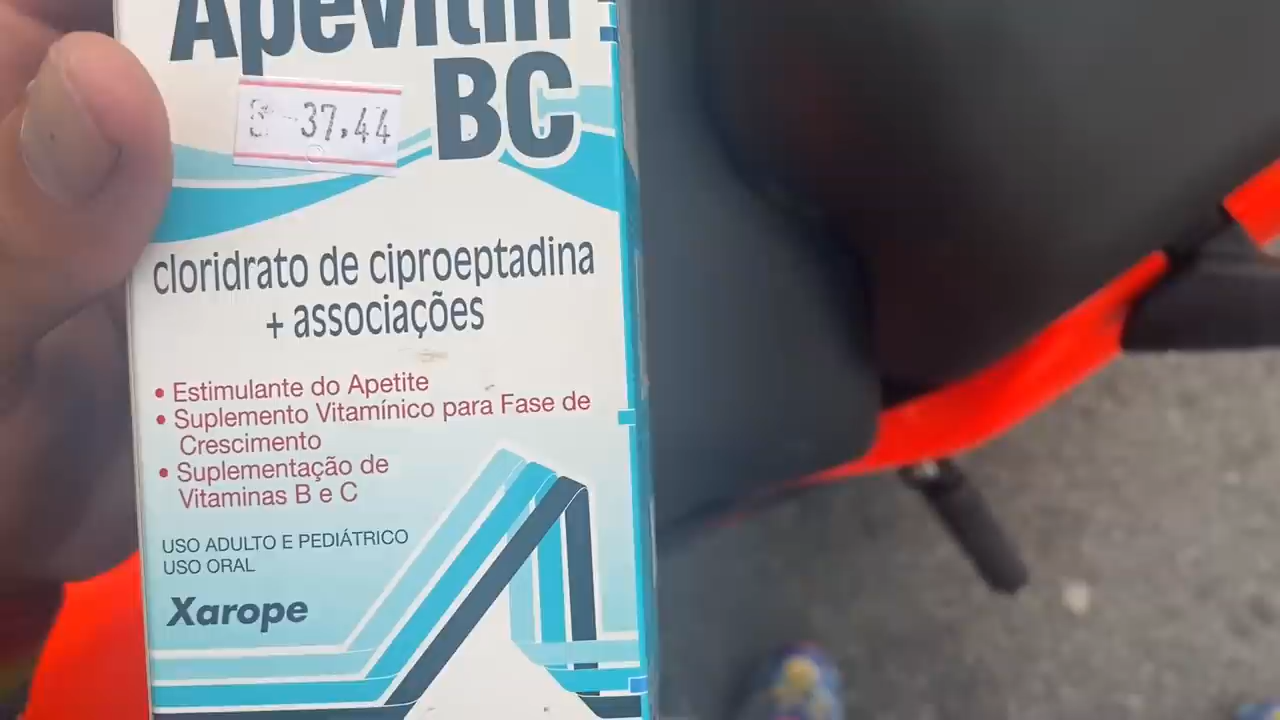 Apevitin
BC
37,44
cloridrato de ciproeptadina
+ associações
• Estimulante do Apetite
• Suplemento Vitamínico para Fase de
Crescimento
• Suplementação de
Vitaminas B e C
USO ADULTO E PEDIÁTRICO
USO ORAL
Xarope